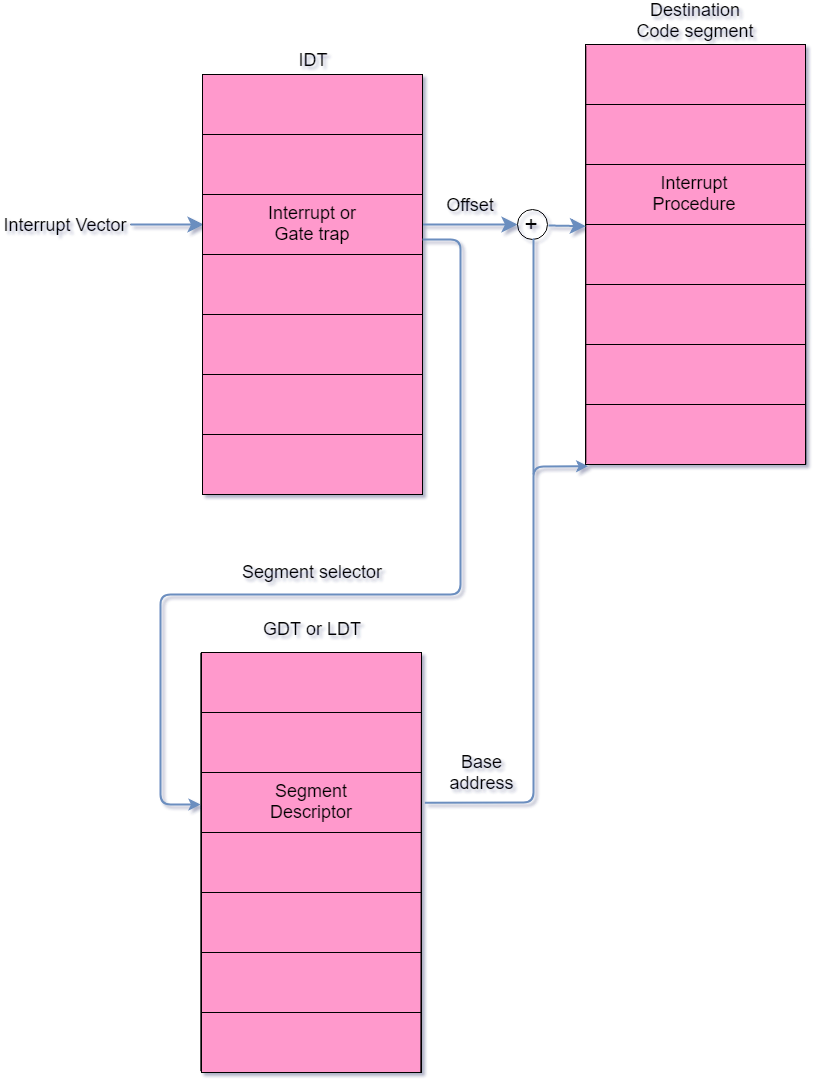 Destination
Code segment
IDT
Interrupt Vector
Interrupt or
Gate trap
Offset
+
Interrupt
Procedure
Segment selector
GDT or LDT
Segment
Descriptor
Base
address